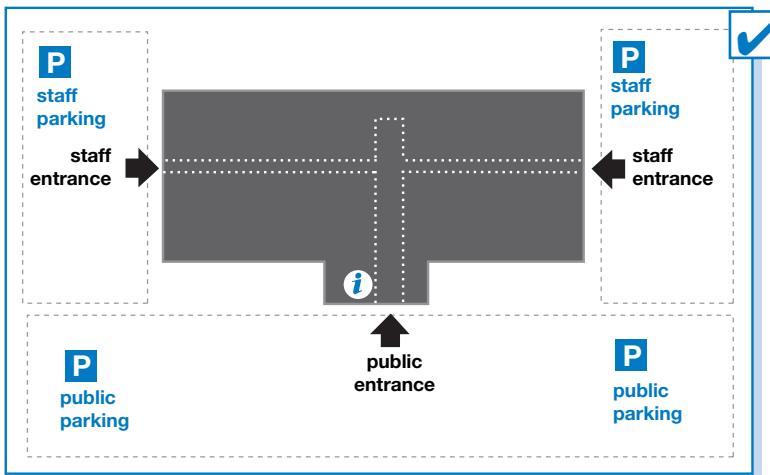 P
staff
parking
staff
entrance
P
staff
parking
staff
entrance
i
public
entrance
P
public
parking
P
public
parking